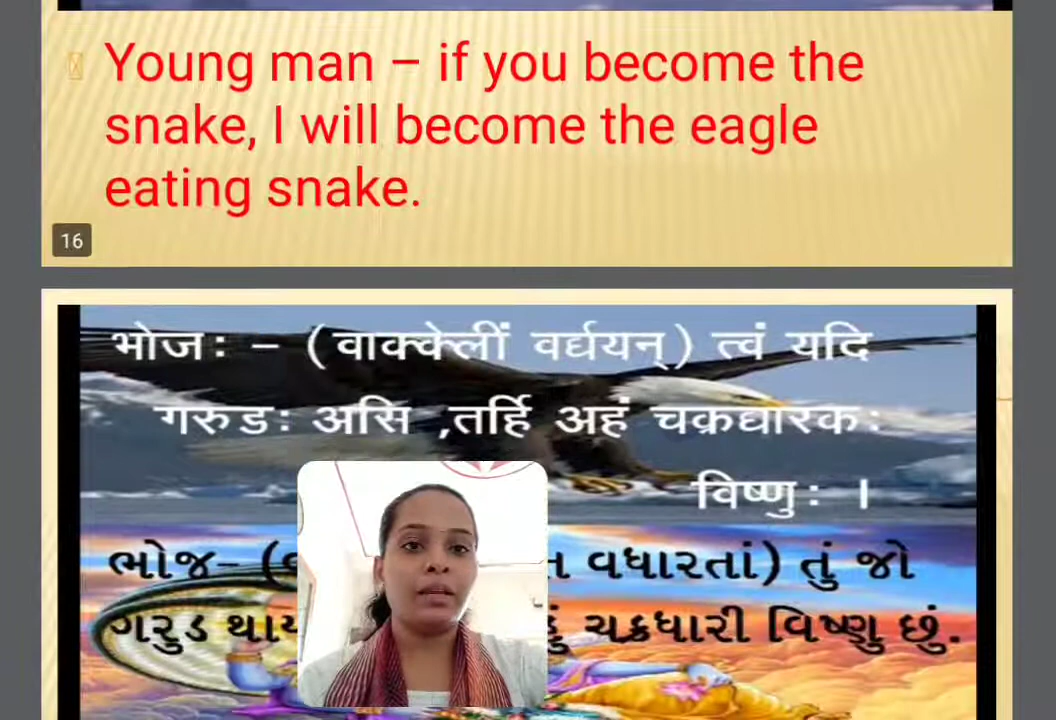 Young man – if you become the
snake, I will become the eagle
eating snake.
16
भोजः – (वाक्केलीं वर्द्धयन्) त्वं यदि
गरुडः असि ,तर्हि अहं चक्रधारकः
विष्णुः ।
ભોજ– ( વધારતાં) તું જો
ગરુડ ચક્રધારી વિષ્ણુ છું.